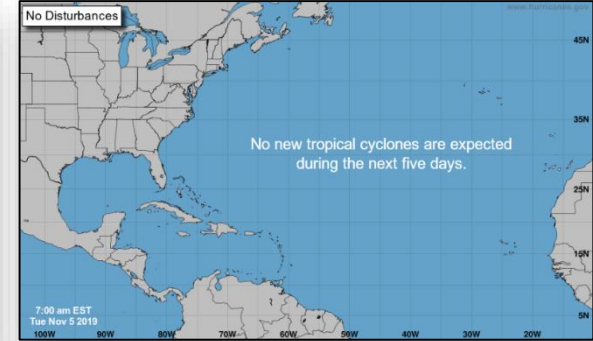 No Disturbances
www.hurricanes.gov
45N
35N
No new tropical cyclones are expected
during the next five days.
25N
15N
7:00 am EST
Tue Nov 5 2019
5N
100W 90W 80W 70W 60W 50W 40W 30W 20W